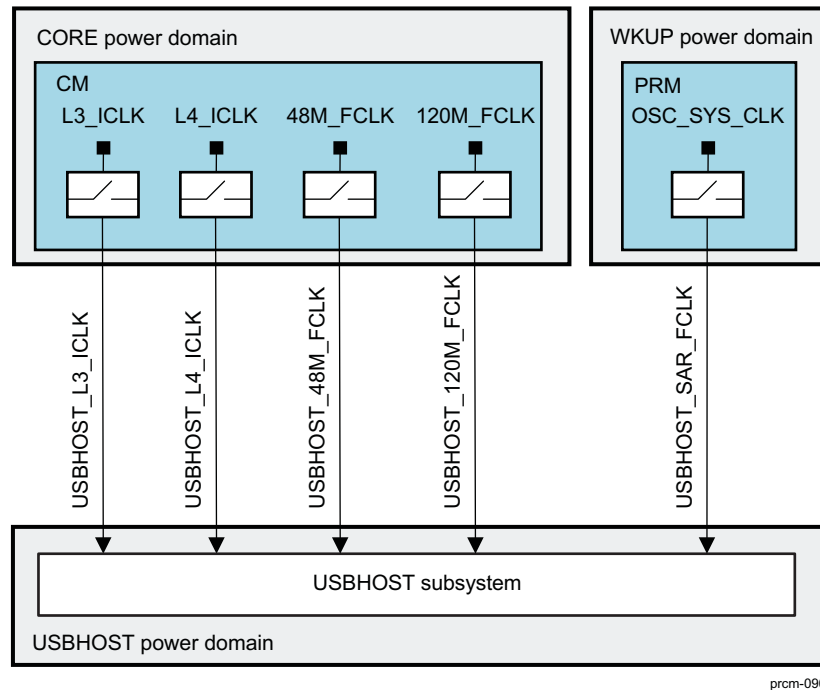 CORE power domain
WKUP power domain
CM
PRM
L3_ICLK
L4_ICLK
48M_FCLK
120M_FCLK
OSC_SYS_CLK
USBHOST_L3_ICLK
USBHOST_L4_ICLK
USBHOST_48M_FCLK
USBHOST_120M_FCLK
USBHOST_SAR_FCLK
USBHOST subsystem
USBHOST power domain